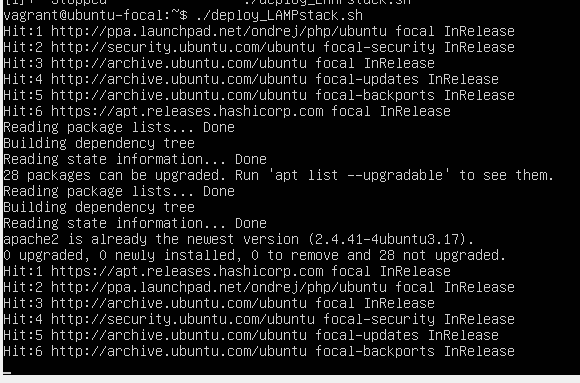 Stopped ./deploy_LAMPstack.sh
vagrant@ubuntu-focal:~$ ./deploy_LAMPstack.sh
Hit:1 http://ppa.launchpad.net/ondrej/php/ubuntu focal InRelease
Hit:2 http://security.ubuntu.com/ubuntu focal-security InRelease
Hit:3 http://archive.ubuntu.com/ubuntu focal InRelease
Hit:4 http://archive.ubuntu.com/ubuntu focal-updates InRelease
Hit:5 http://archive.ubuntu.com/ubuntu focal-backports InRelease
Hit:6 https://apt.releases.hashicorp.com focal InRelease
Reading package lists... Done
Building dependency tree
Reading state information... Done
28 packages can be upgraded. Run 'apt list --upgradable' to see them.
Reading package lists... Done
Building dependency tree
Reading state information... Done
apache2 is already the newest version (2.4.41-4ubuntu3.17).
0 upgraded, 0 newly installed, 0 to remove and 28 not upgraded.
Hit:1 https://apt.releases.hashicorp.com focal InRelease
Hit:2 http://ppa.launchpad.net/ondrej/php/ubuntu focal InRelease
Hit:3 http://archive.ubuntu.com/ubuntu focal InRelease
Hit:4 http://security.ubuntu.com/ubuntu focal-security InRelease
Hit:5 http://archive.ubuntu.com/ubuntu focal-updates InRelease
Hit:6 http://archive.ubuntu.com/ubuntu focal-backports InRelease